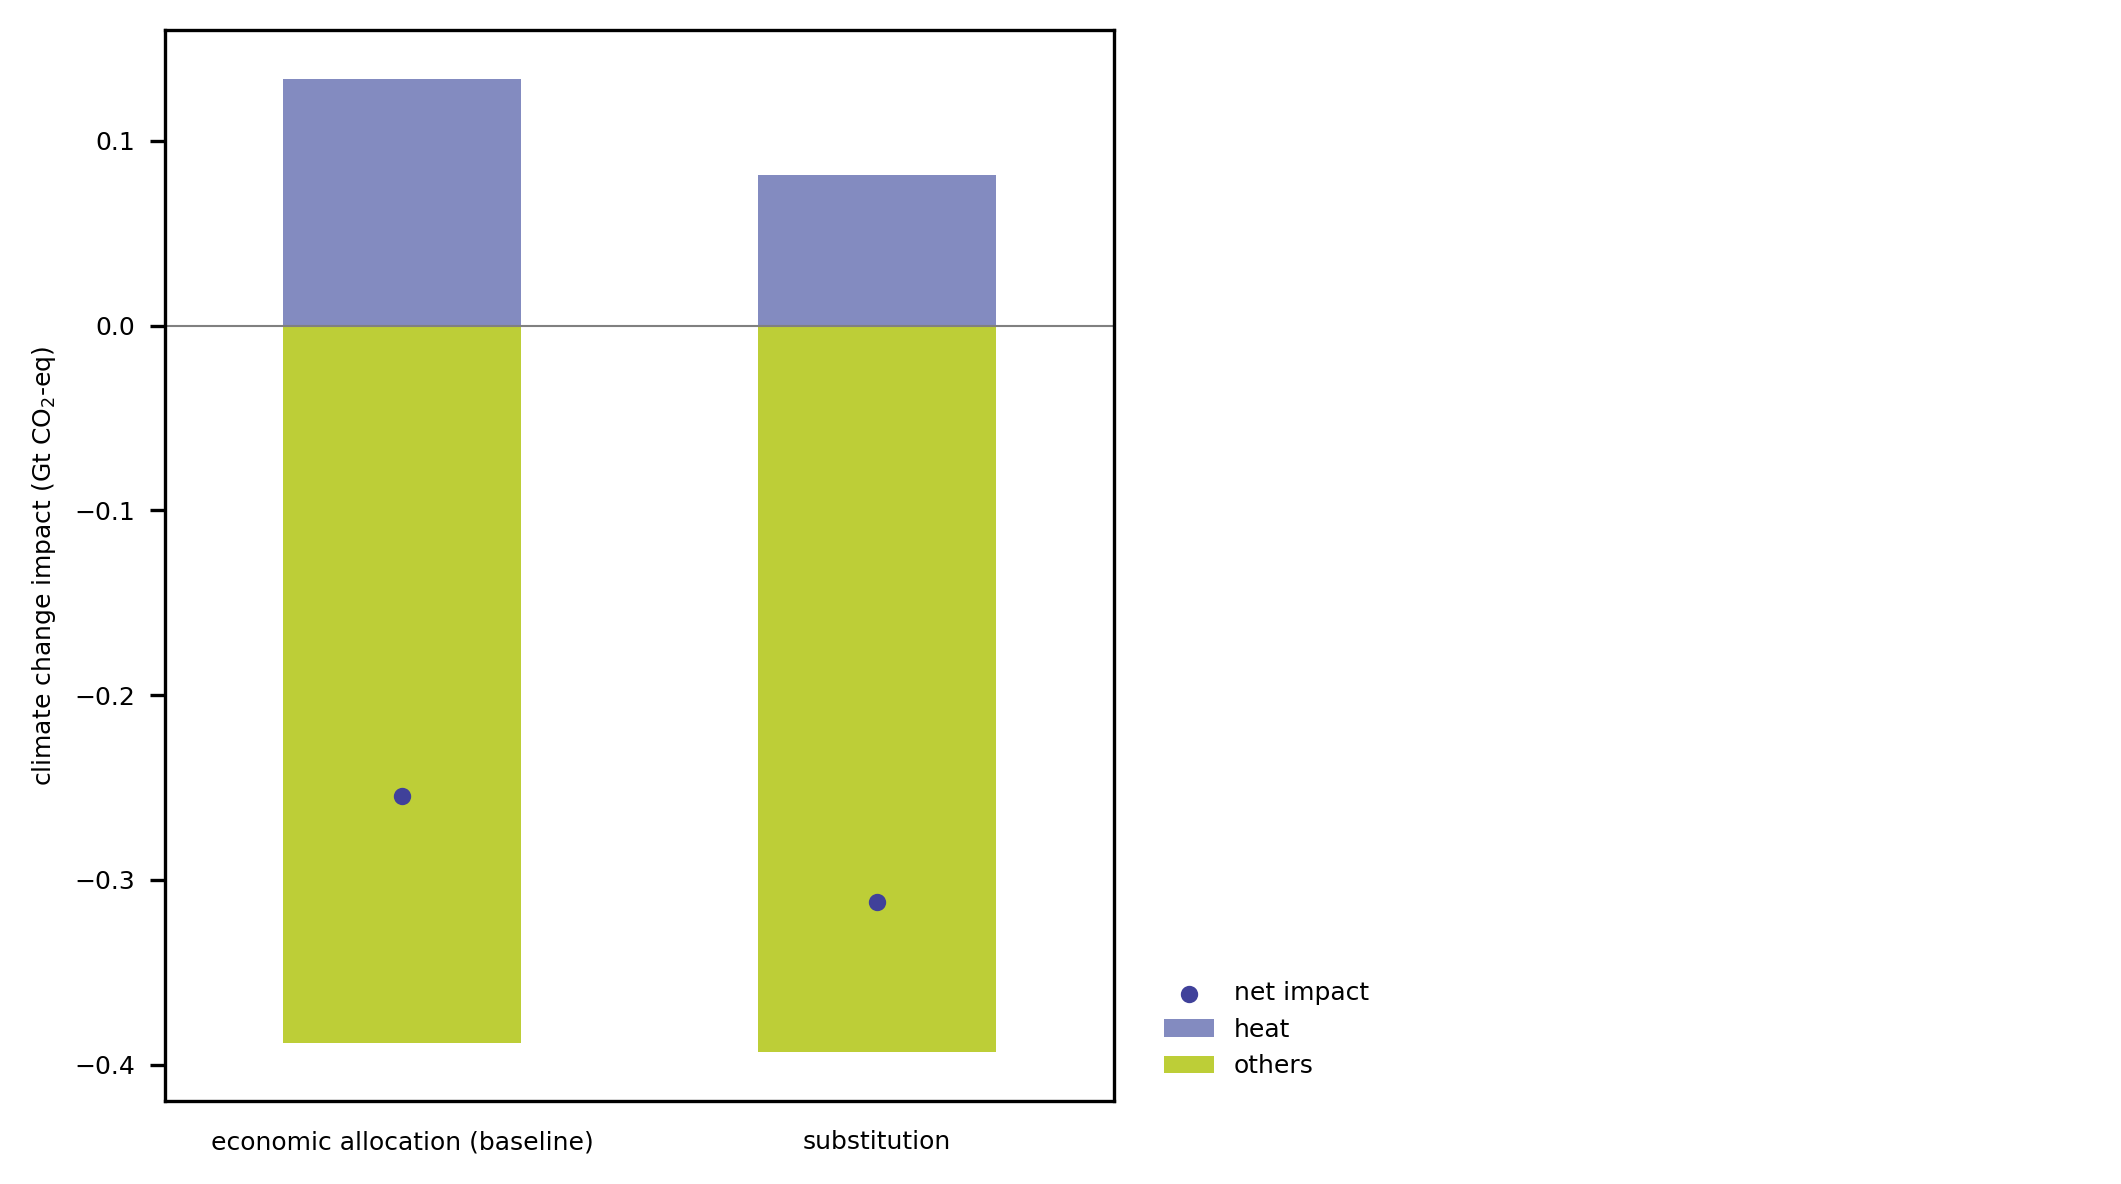 climate change impact (Gt CO₂-eq)
0.1
0.0
−0.1
−0.2
−0.3
−0.4
economic allocation (baseline)
substitution
net impact
heat
others